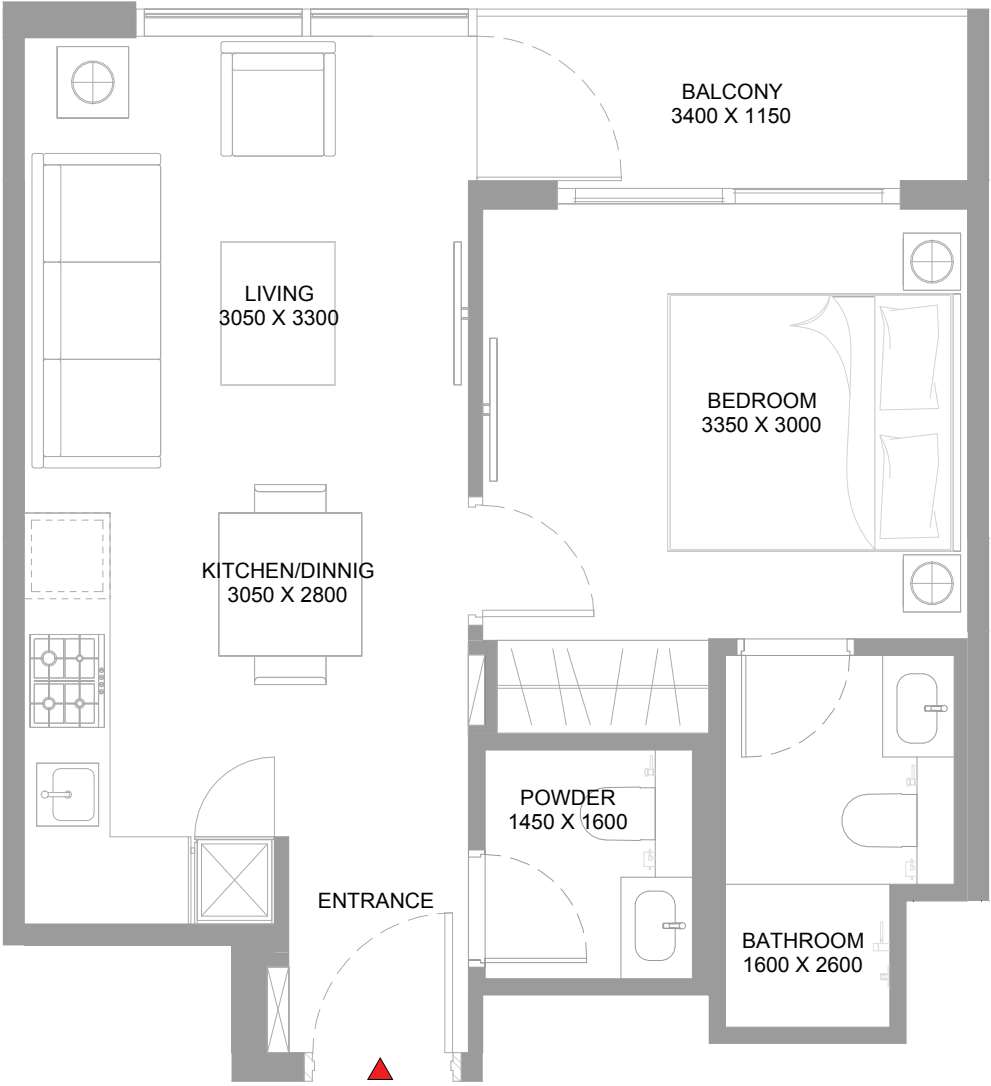 BALCONY
3400 X 1150
LIVING
3050 X 3300
BEDROOM
3350 X 3000
KITCHEN/DINNIG
3050 X 2800
POWDER
1450 X 1600
ENTRANCE
BATHROOM
1600 X 2600